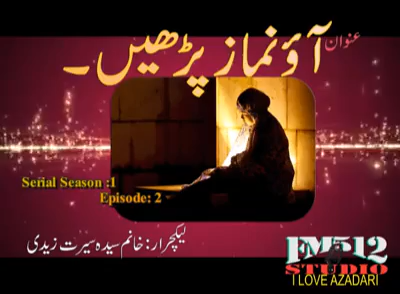 عنوان
آؤ نماز پڑھیں۔
Serial Season :1
Episode: 2
لیکچرار: خانم سیدہ سیرت زیدی
FM512
STUDIO
I LOVE AZADARI